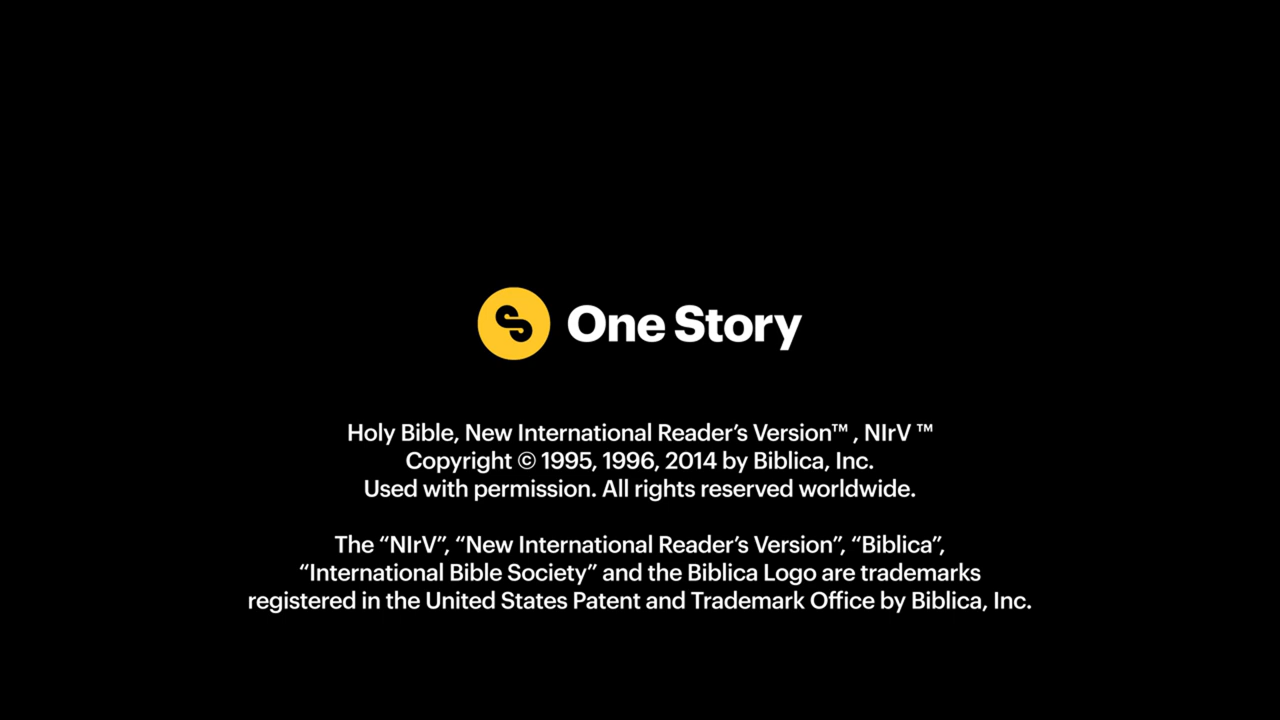 One Story
Holy Bible, New International Reader’s Version™ , NIrV ™
Copyright © 1995, 1996, 2014 by Biblica, Inc.
Used with permission. All rights reserved worldwide.
The “NIrV”, “New International Reader’s Version”, “Biblica”,
“International Bible Society” and the Biblica Logo are trademarks
registered in the United States Patent and Trademark Office by Biblica, Inc.